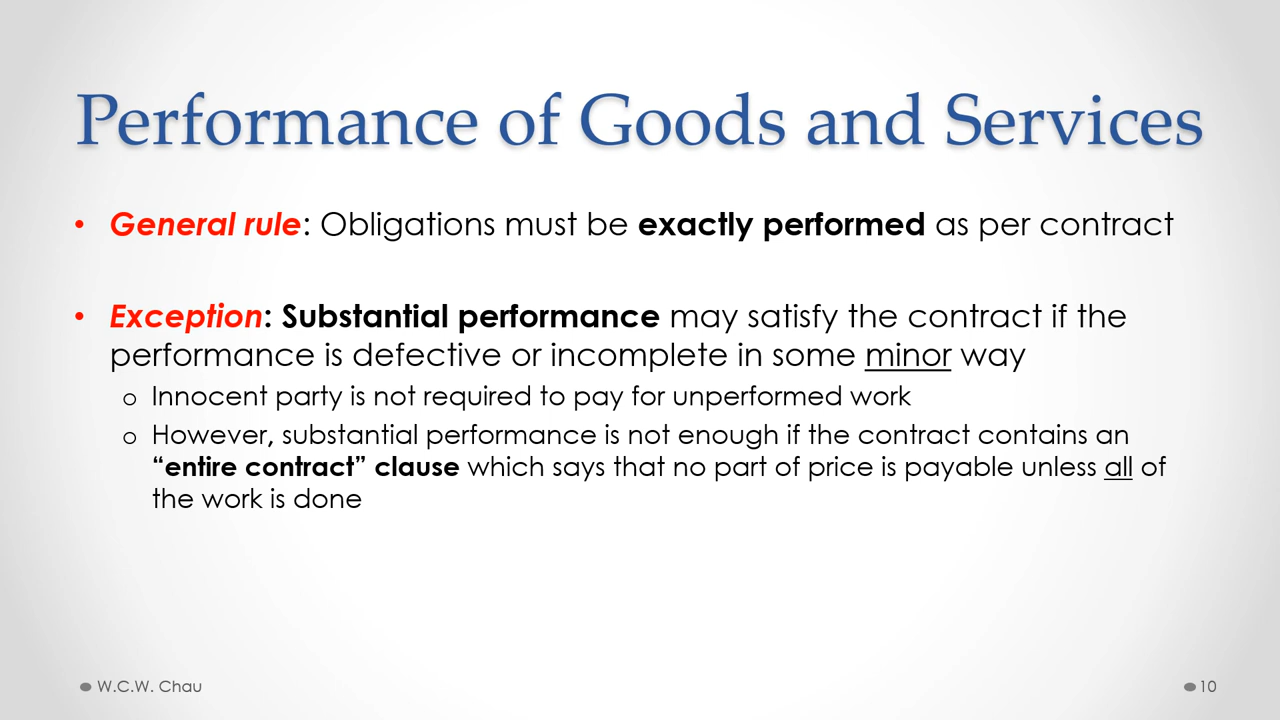 Performance of Goods and Services
• General rule: Obligations must be exactly performed as per contract
• Exception: Substantial performance may satisfy the contract if the
performance is defective or incomplete in some minor way
o Innocent party is not required to pay for unperformed work
o However, substantial performance is not enough if the contract contains an
“entire contract” clause which says that no part of price is payable unless all of
the work is done
W.C.W. Chau
10